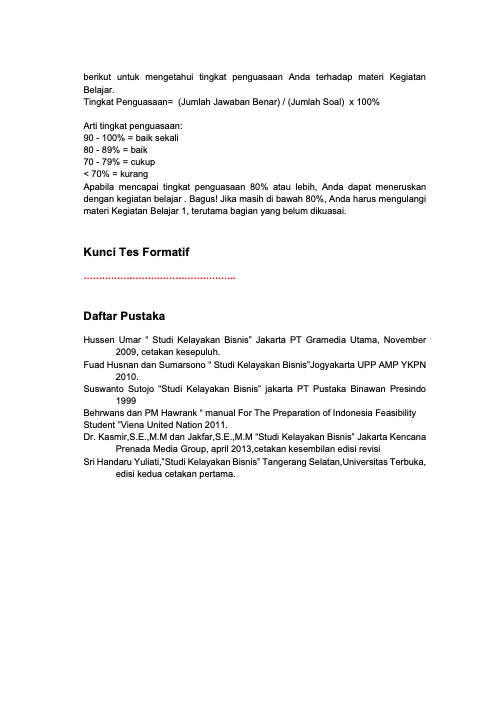 berikut untuk mengetahui tingkat penguasaan Anda terhadap materi Kegiatan
Belajar.
Tingkat Penguasaan=  (Jumlah Jawaban Benar) / (Jumlah Soal)  x 100%
Arti tingkat penguasaan:
90 - 100% = baik sekali
80 - 89% = baik
70 - 79% = cukup
< 70% = kurang
Apabila mencapai tingkat penguasaan 80% atau lebih, Anda dapat meneruskan
dengan kegiatan belajar . Bagus! Jika masih di bawah 80%, Anda harus mengulangi
materi Kegiatan Belajar 1, terutama bagian yang belum dikuasai.
Kunci Tes Formatif
…………………………………………..
Daftar Pustaka
Hussen Umar “ Studi Kelayakan Bisnis” Jakarta PT Gramedia Utama, November
2009, cetakan kesepuluh.
Fuad Husnan dan Sumarsono “ Studi Kelayakan Bisnis”Jogyakarta UPP AMP YKPN
2010.
Suswanto Sutojo “Studi Kelayakan Bisnis” jakarta PT Pustaka Binawan Presindo
1999
Behrwans dan PM Hawrank “ manual For The Preparation of Indonesia Feasibility
Student ”Viena United Nation 2011.
Dr. Kasmir,S.E.,M.M dan Jakfar,S.E.,M.M “Studi Kelayakan Bisnis” Jakarta Kencana
Prenada Media Group, april 2013,cetakan kesembilan edisi revisi
Sri Handaru Yuliati,”Studi Kelayakan Bisnis” Tangerang Selatan,Universitas Terbuka,
edisi kedua cetakan pertama.